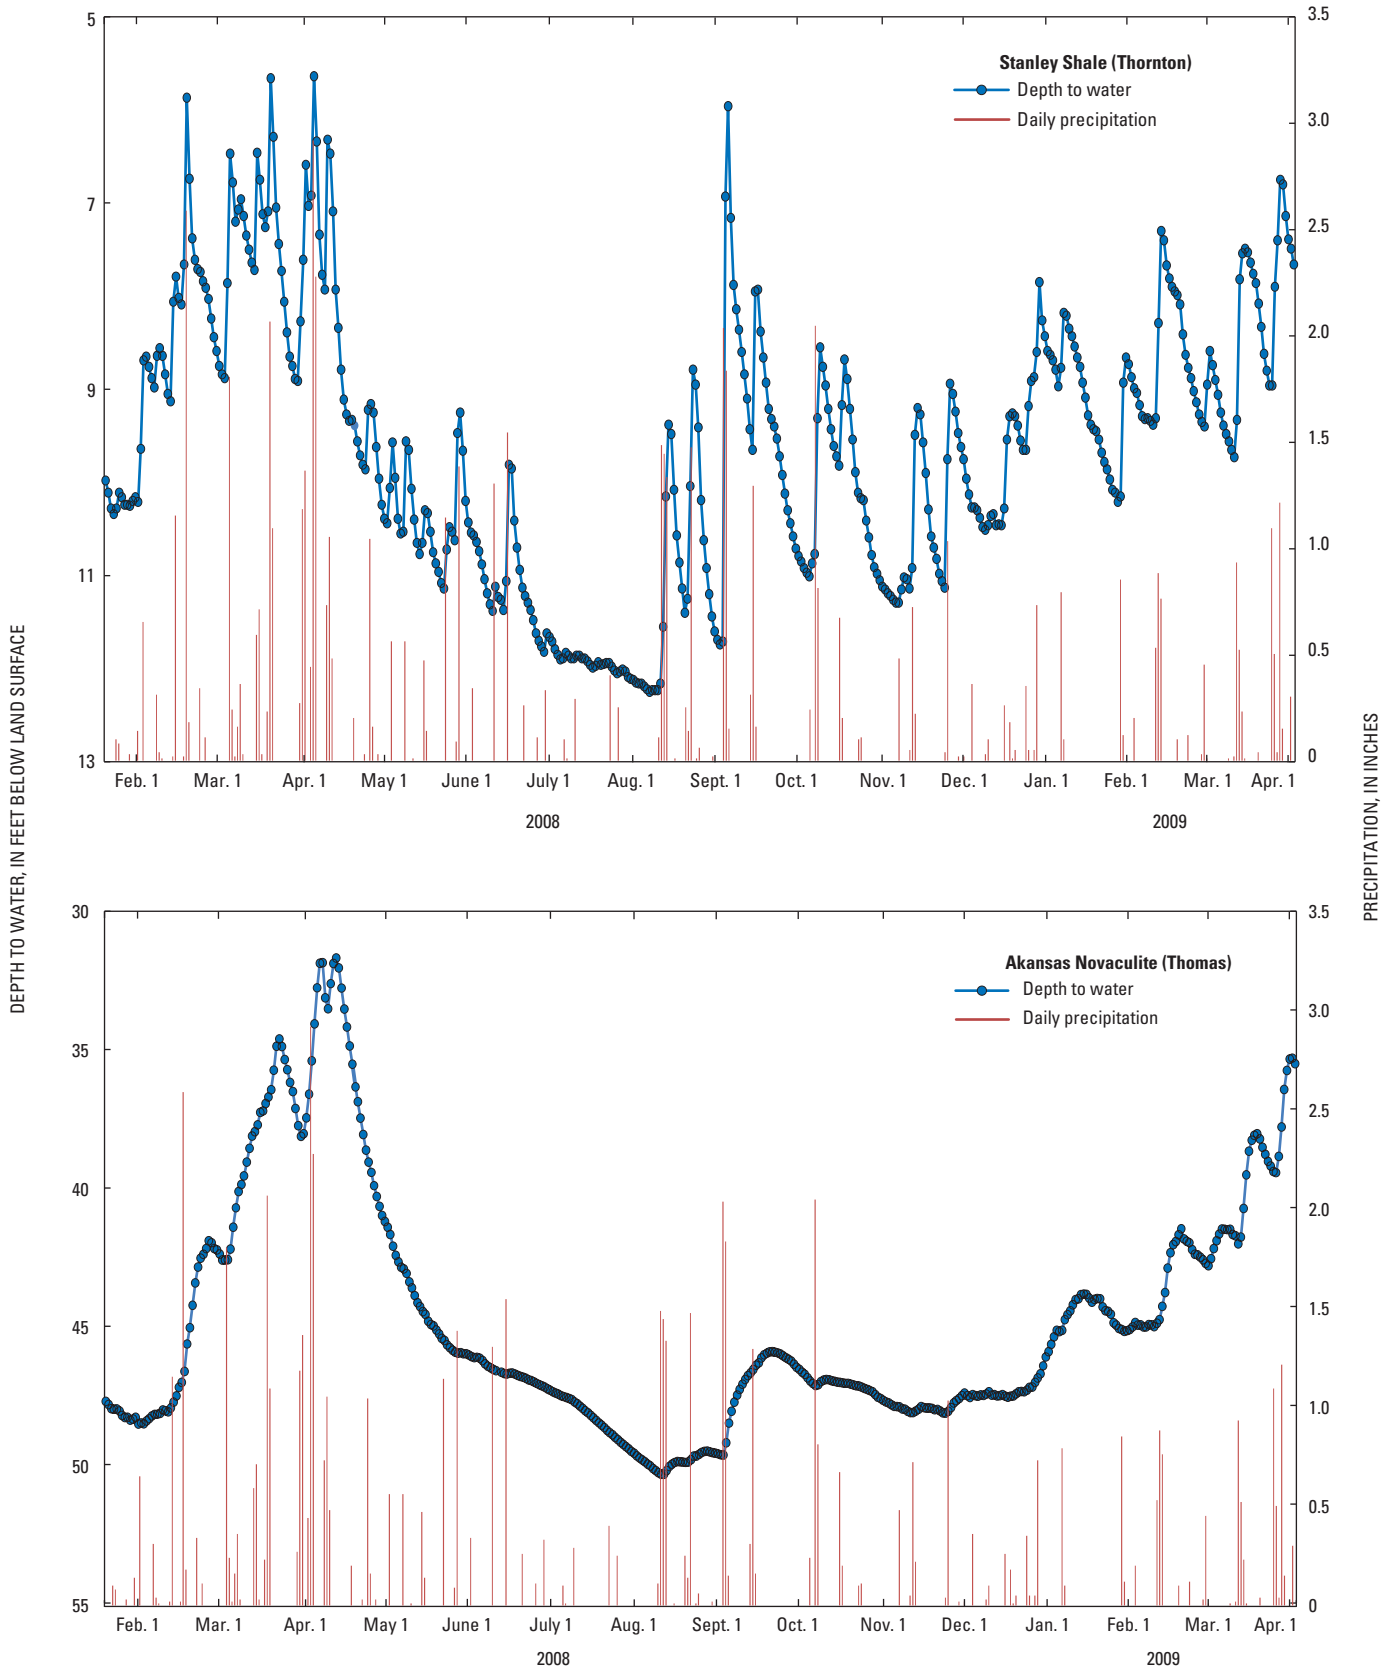 DEPTH TO WATER, IN FEET BELOW LAND SURFACE
5
7
9
11
13
3.5
3.0
2.5
2.0
1.5
1.0
0.5
0
Stanley Shale (Thornton)
Depth to water
Daily precipitation
Feb. 1 Mar. 1 Apr. 1 May 1 June 1 July 1 Aug. 1 Sept. 1 Oct. 1 Nov. 1 Dec. 1 Jan. 1 Feb. 1 Mar. 1 Apr. 1
2008 2009
PRECIPITATION, IN INCHES
30
35
40
45
50
55
3.5
3.0
2.5
2.0
1.5
1.0
0.5
0
Akansas Novaculite (Thomas)
Depth to water
Daily precipitation
Feb. 1 Mar. 1 Apr. 1 May 1 June 1 July 1 Aug. 1 Sept. 1 Oct. 1 Nov. 1 Dec. 1 Jan. 1 Feb. 1 Mar. 1 Apr. 1
2008 2009